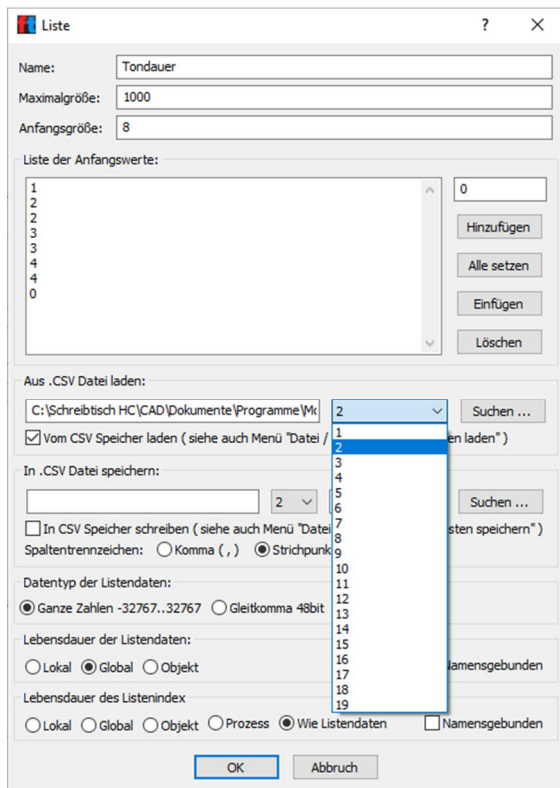 Liste ? X
Name: Tondauer
Maximalgröße: 1000
Anfangsgröße: 8
Liste der Anfangswerte:
1
2
2
3
3
4
4
0
0
Hinzufügen
Alle setzen
Einfügen
Löschen
Aus .CSV Datei laden:
C:\Schreibtisch HC\CAD\Dokumente\Programme\Mo 2 Suchen ...
Vom CSV Speicher laden ( siehe auch Menü "Datei / en laden" )
1
2
3
4
5
6
7
8
9
10
11
12
13
14
15
16
17
18
19
In .CSV Datei speichern:
2 Suchen ...
In CSV Speicher schreiben ( siehe auch Menü "Datei sten speichern" )
Spaltentrennzeichen: Komma ( , ) Strichpunk
Datentyp der Listendaten:
Ganze Zahlen -32767..32767 Gleitkomma 48bit
Lebensdauer der Listendaten:
Lokal Global Objekt Namensgebunden
Lebensdauer des Listenindex
Lokal Global Objekt Prozess Wie Listendaten Namensgebunden
OK Abbruch